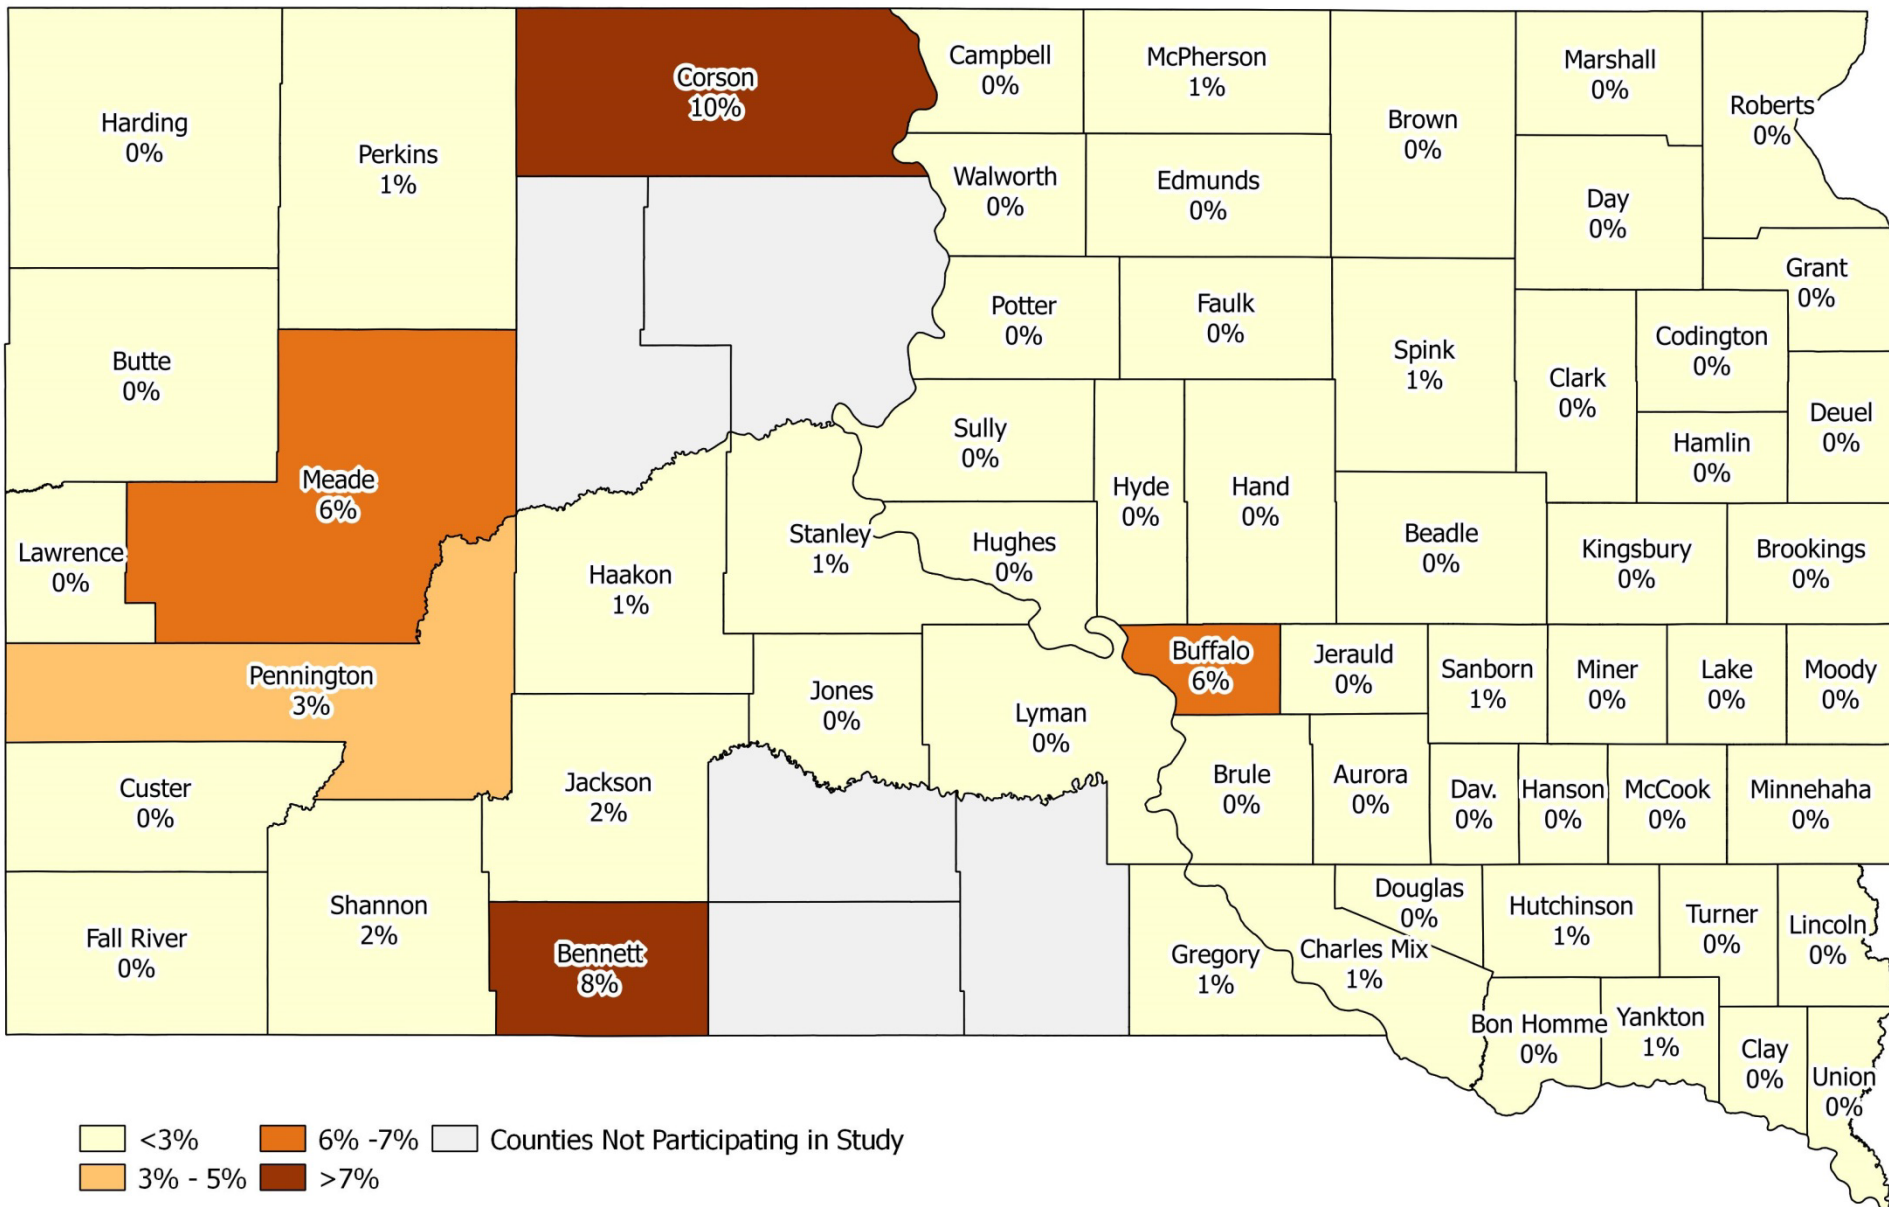 Harding
0%
Perkins
1%
Corson
10%
Campbell
0%
McPherson
1%
Brown
0%
Marshall
0%
Roberts
0%
Walworth
0%
Edmunds
0%
Day
0%
Grant
0%
Butte
0%
Potter
0%
Faulk
0%
Spink
1%
Clark
0%
Codington
0%
Deuel
0%
Hamlin
0%
Meade
6%
Sully
0%
Hyde
0%
Hand
0%
Lawrence
0%
Haakon
1%
Stanley
1%
Hughes
0%
Beadle
0%
Kingsbury
0%
Brookings
0%
Pennington
3%
Jones
0%
Lyman
0%
Buffalo
6%
Jerauld
0%
Sanborn
1%
Miner
0%
Lake
0%
Moody
0%
Custer
0%
Jackson
2%
Brule
0%
Aurora
0%
Dav.
0%
Hanson
0%
McCook
0%
Minnehaha
0%
Fall River
0%
Shannon
2%
Bennett
8%
Gregory
1%
Charles Mix
1%
Douglas
0%
Hutchinson
1%
Turner
0%
Lincoln
0%
Bon Homme
0%
Yankton
1%
Clay
0%
Union
0%
<3%
6% -7%
Counties Not Participating in Study
3% - 5%
>7%